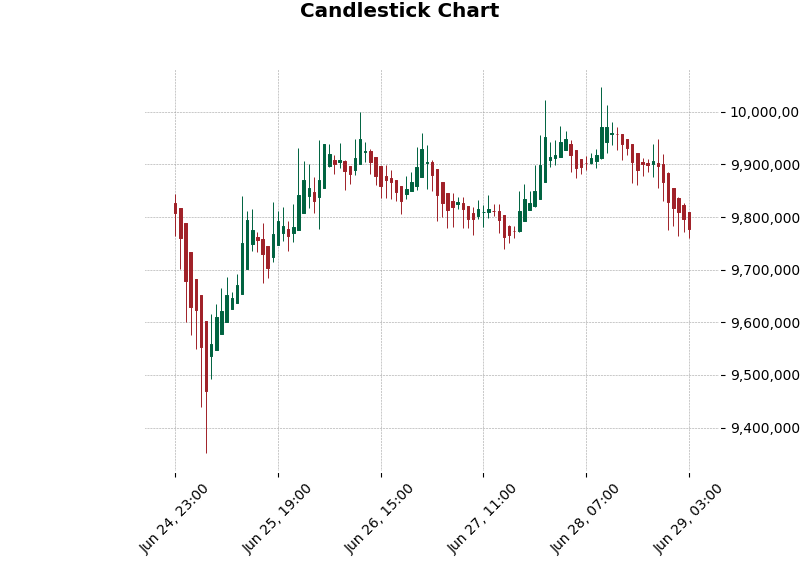 Candlestick Chart
10,000,00
9,900,000
9,800,000
9,700,000
9,600,000
9,500,000
9,400,000
Jun 24, 23:00
Jun 25, 19:00
Jun 26, 15:00
Jun 27, 11:00
Jun 28, 07:00
Jun 29, 03:00